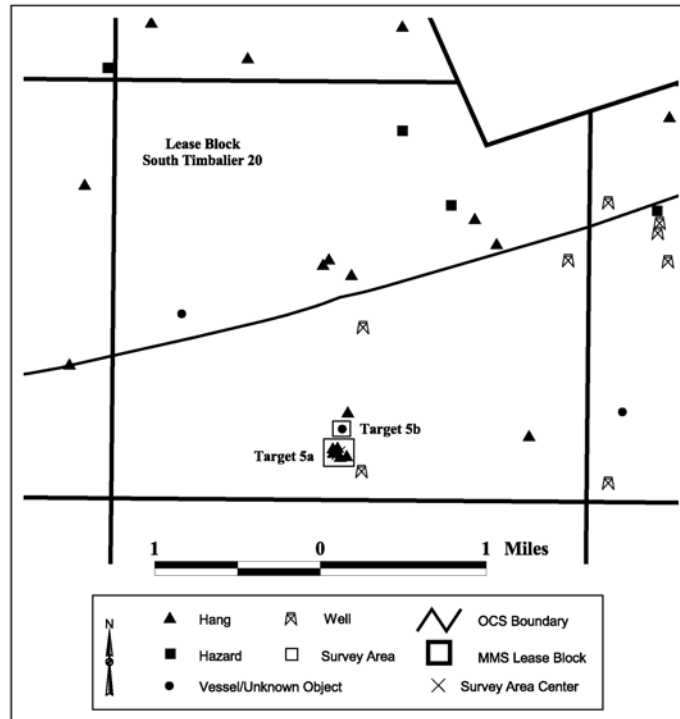 Lease Block
South Timbalier 20
Target 5b
Target 5a
1 0 1 Miles
N
Hang Well OCS Boundary
Hazard Survey Area MMS Lease Block
Vessel/Unknown Object Survey Area Center